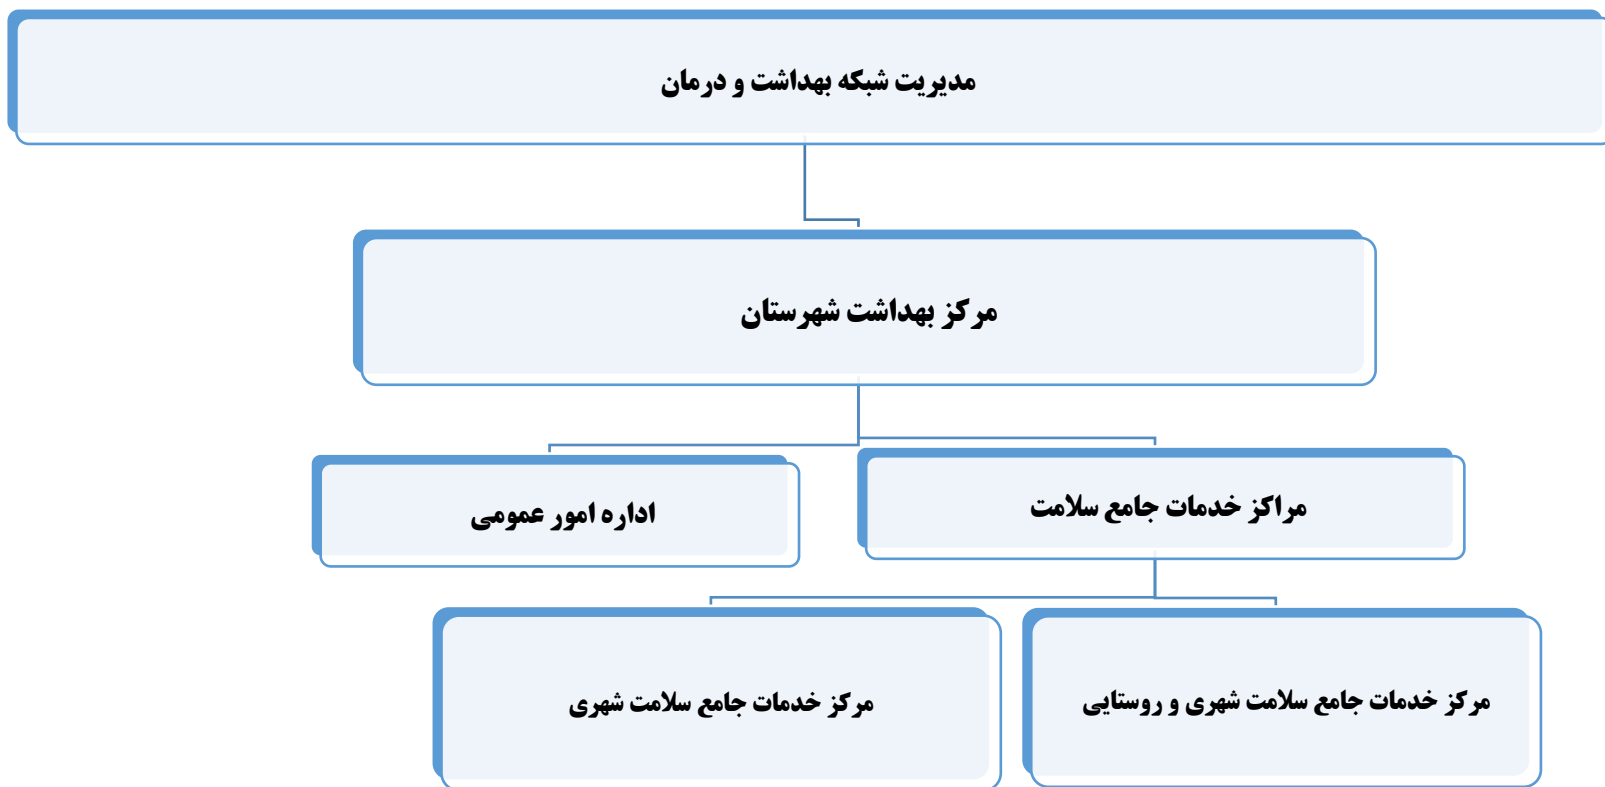 مدیریت شبکه بهداشت و درمان
مرکز بهداشت شهرستان
مراکز خدمات جامع سلامت
اداره امور عمومی
مرکز خدمات جامع سلامت شهری و روستایی
مرکز خدمات جامع سلامت شهری